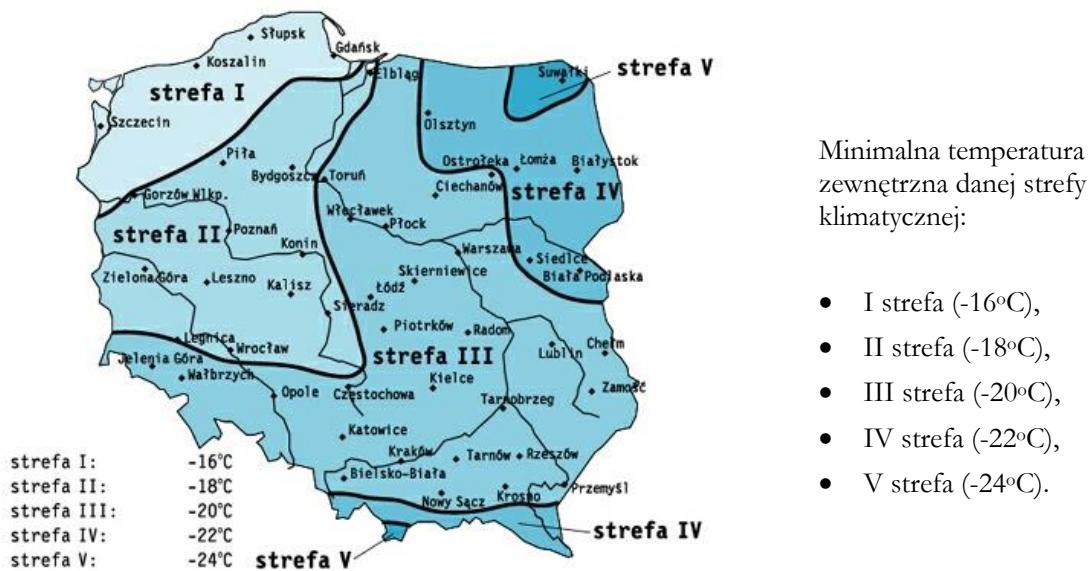 Słupsk
Gdańsk
Koszalin
Elbląg
Suwałki
strefa V
strefa I
Szczecin
Olsztyn
Piła
Ostrołęka
Łomża
Białystok
Bydgoszcz
Toruń
Ciechanów
strefa IV
Gorzów Wlkp.
Włocławek
Płock
strefa II
Poznań
Konin
Warszawa
Siedlce
Biała Podlaska
Zielona Góra
Leszno
Kalisz
Skierniewice
Łódź
Sieradz
Piotrków
Radom
Legnica
Wrocław
strefa III
Lublin
Chełm
Jelenia Góra
Wałbrzych
Opole
Częstochowa
Kielce
Zamość
Tarnobrzeg
Katowice
Kraków
Tarnów
Rzeszów
Bielsko-Biała
Nowy Sącz
Krosno
Przemyśl
strefa IV
strefa V
strefa I: -16°C
strefa II: -18°C
strefa III: -20°C
strefa IV: -22°C
strefa V: -24°C
Minimalna temperatura
zewnętrzna danej strefy
klimatycznej:
• I strefa (-16°C),
• II strefa (-18°C),
• III strefa (-20°C),
• IV strefa (-22°C),
• V strefa (-24°C).